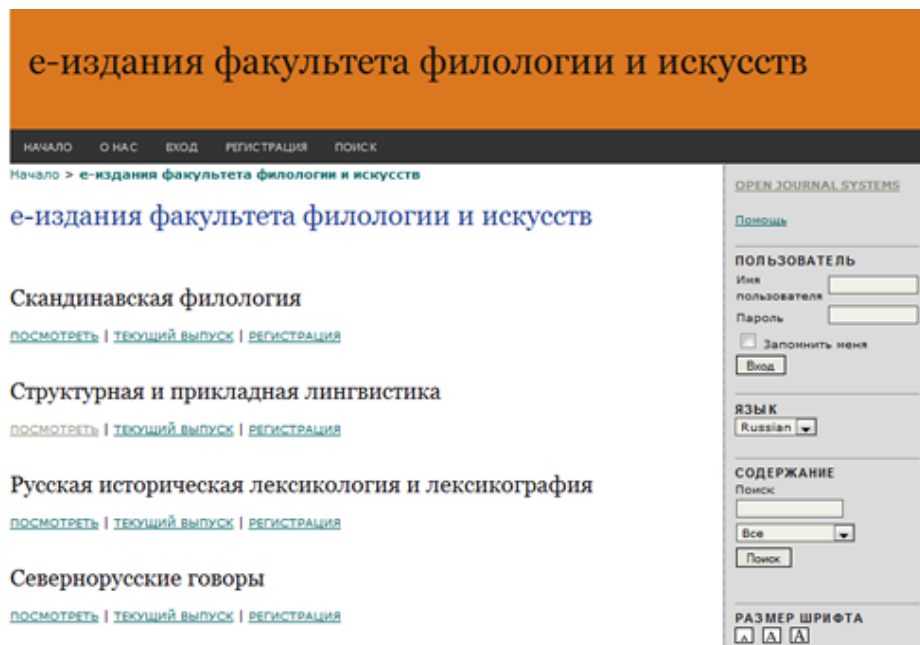 е-издания факультета филологии и искусств
НАЧАЛО О НАС ВХОД РЕГИСТРАЦИЯ ПОИСК
Начало > е-издания факультета филологии и искусств
е-издания факультета филологии и искусств
Скандинавская филология
ПОСМОТРЕТЬ | ТЕКУЩИЙ ВЫПУСК | РЕГИСТРАЦИЯ
Структурная и прикладная лингвистика
ПОСМОТРЕТЬ | ТЕКУЩИЙ ВЫПУСК | РЕГИСТРАЦИЯ
Русская историческая лексикология и лексикография
ПОСМОТРЕТЬ | ТЕКУЩИЙ ВЫПУСК | РЕГИСТРАЦИЯ
Севернорусские говоры
ПОСМОТРЕТЬ | ТЕКУЩИЙ ВЫПУСК | РЕГИСТРАЦИЯ
OPEN JOURNAL SYSTEMS
Помощь
ПОЛЬЗОВАТЕЛЬ
Имя
пользователя
Пароль
Запомнить меня
Вход
ЯЗЫК
Russian
СОДЕРЖАНИЕ
Поиск
Все
Поиск
РАЗМЕР ШРИФТА
A A A